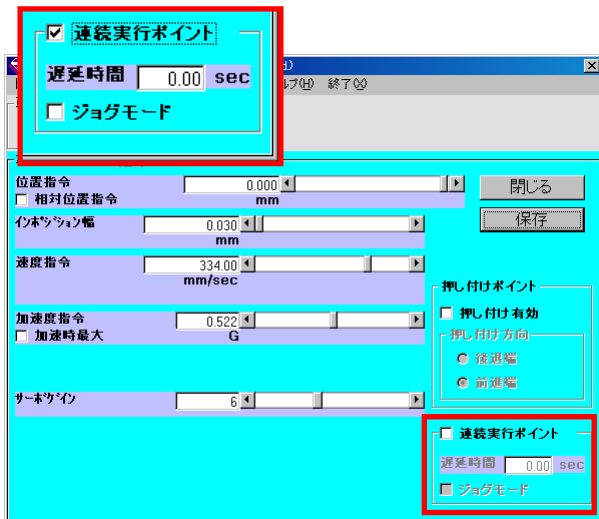 連続実行ポイント
遅延時間 0.00 sec
ジョグモード
ルプ(H) 終了(X)
位置指令 0.000
相対位置指令 mm
閉じる
インポジション幅 0.030
mm
保存
速度指令 334.00
mm/sec
加速度指令 0.522
加速時最大 G
サーボゲイン 6
押し付けポイント
押し付け有効
押し付け方向
後退端
前進端
連続実行ポイント
遅延時間 0.00 sec
ジョグモード